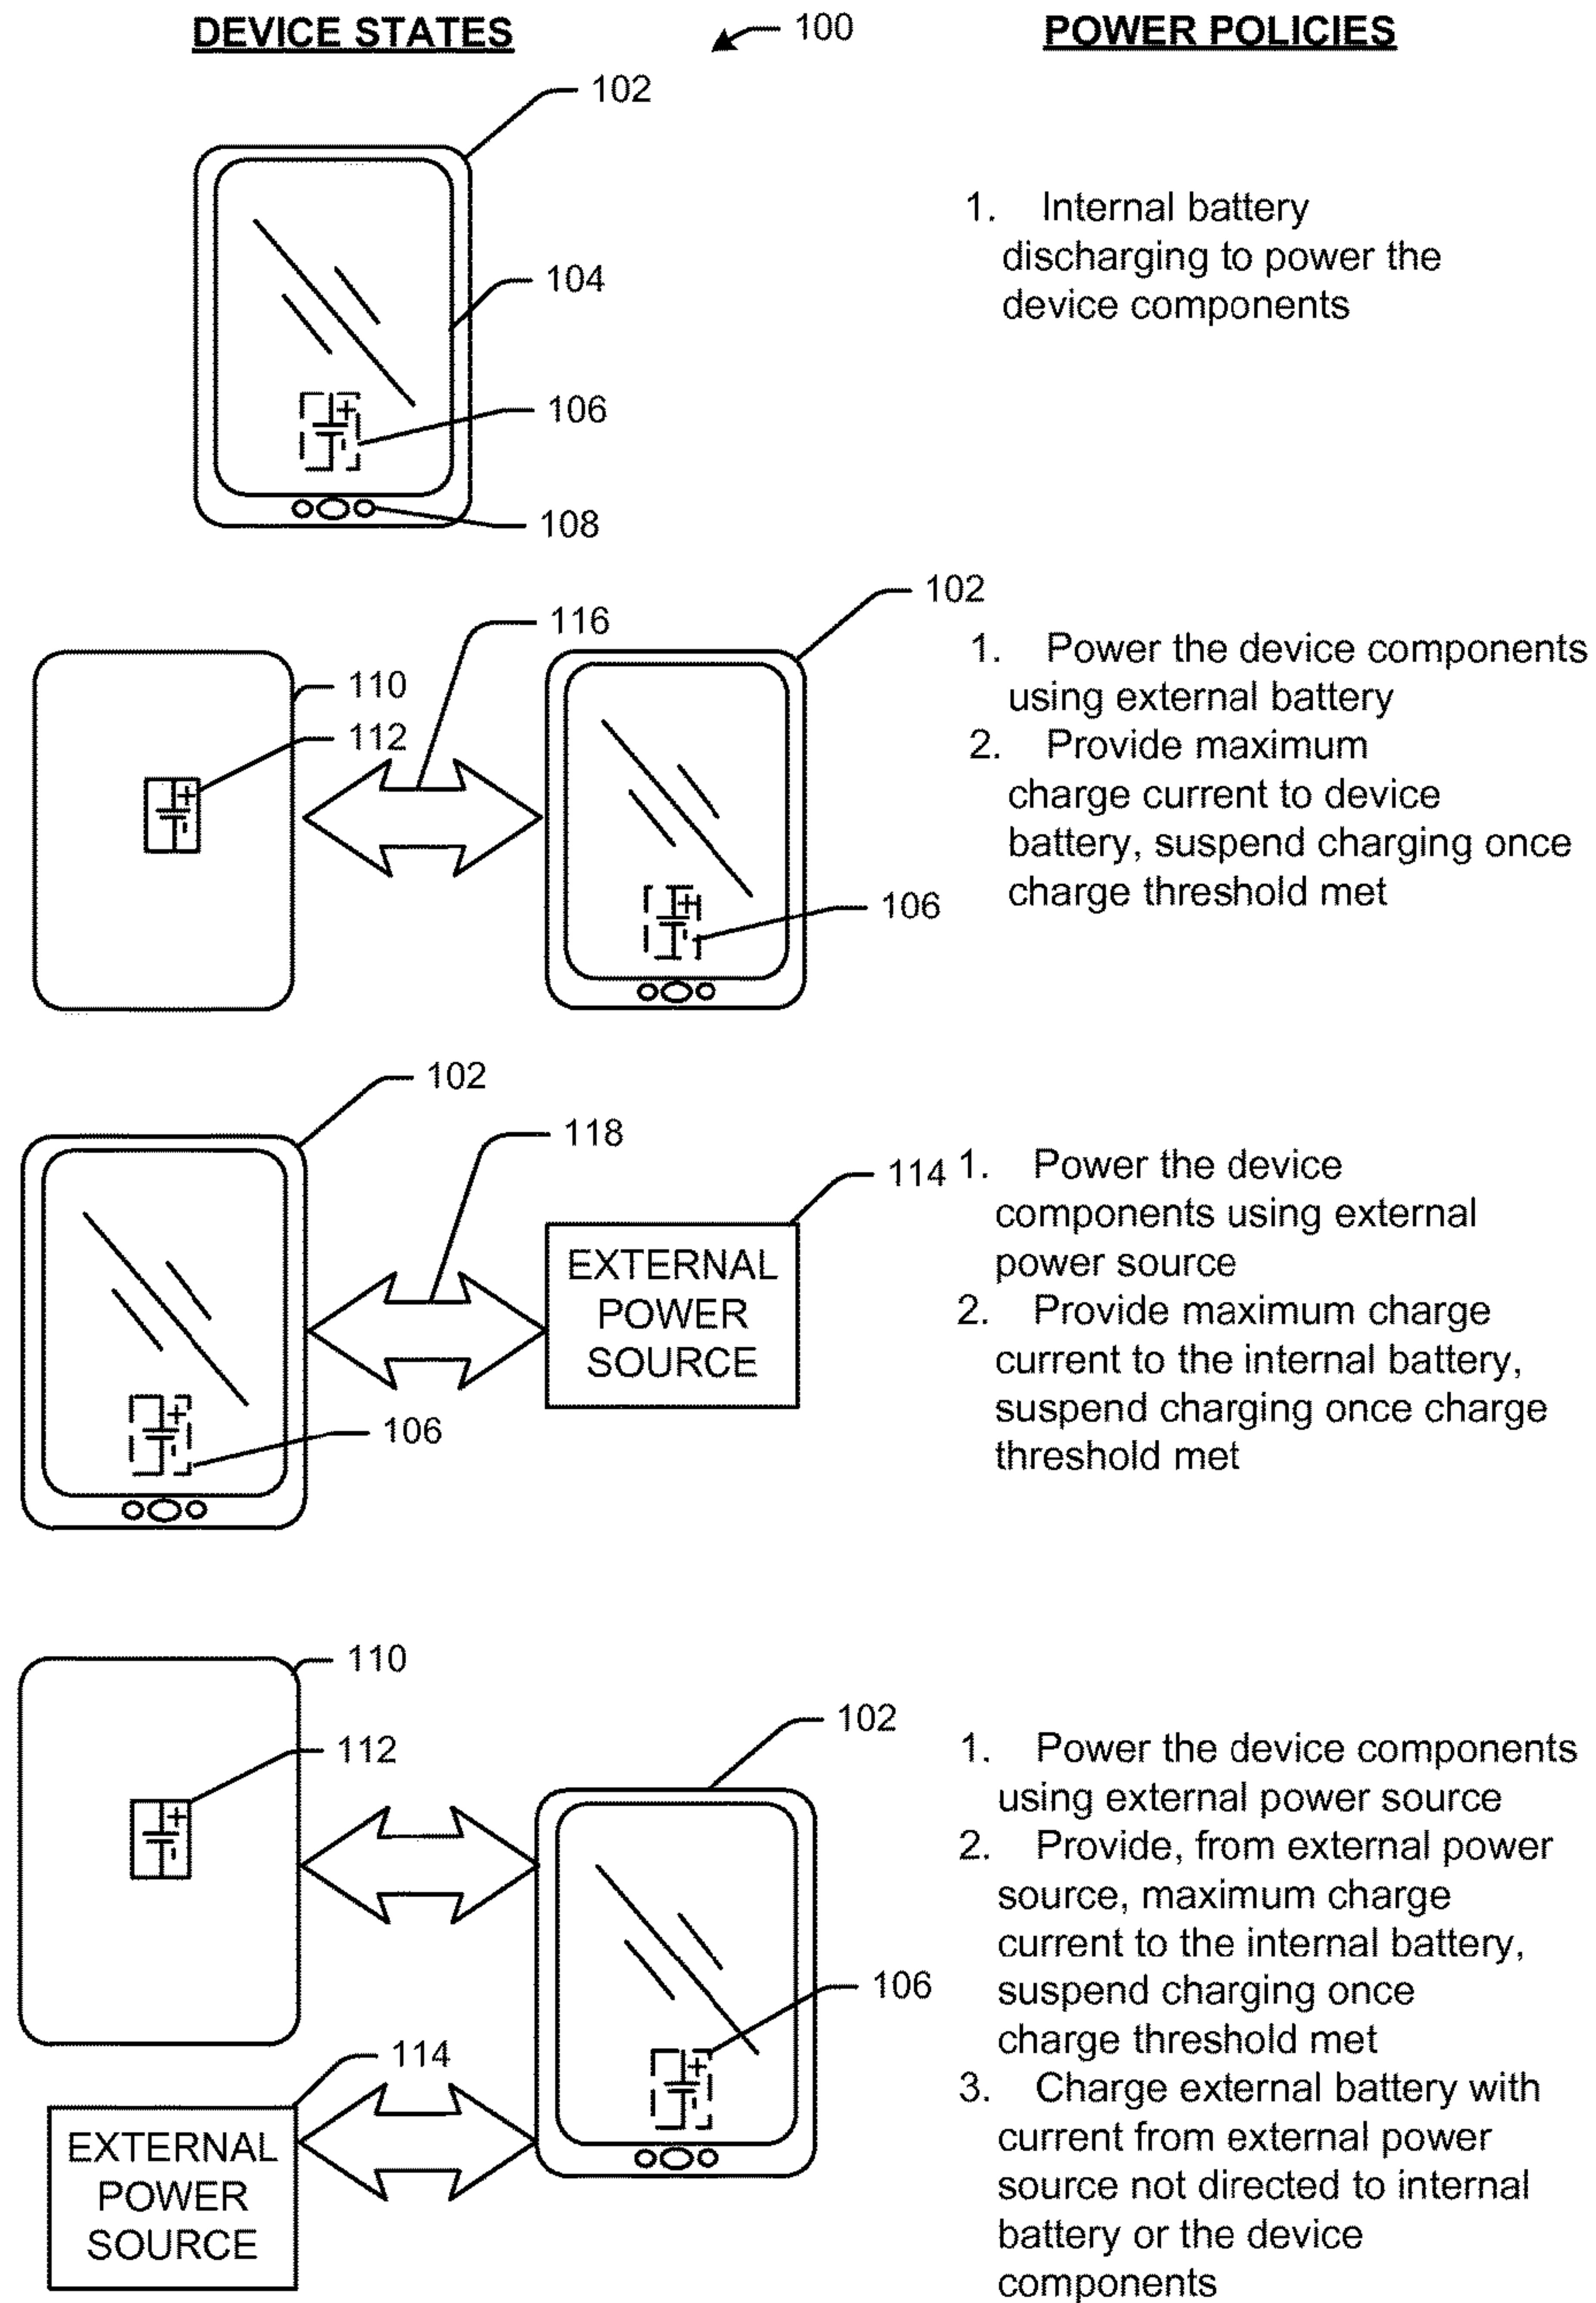 DEVICE STATES
100
POWER POLICIES
102
104
106
108
1. Internal battery
discharging to power the
device components
102
116
110
112
106
1. Power the device components
using external battery
2. Provide maximum
charge current to device
battery, suspend charging once
charge threshold met
102
118
114
EXTERNAL
POWER
SOURCE
106
1. Power the device
components using external
power source
2. Provide maximum charge
current to the internal battery,
suspend charging once charge
threshold met
110
112
102
106
114
EXTERNAL
POWER
SOURCE
1. Power the device components
using external power source
2. Provide, from external power
source, maximum charge
current to the internal battery,
suspend charging once
charge threshold met
3. Charge external battery with
current from external power
source not directed to internal
battery or the device
components